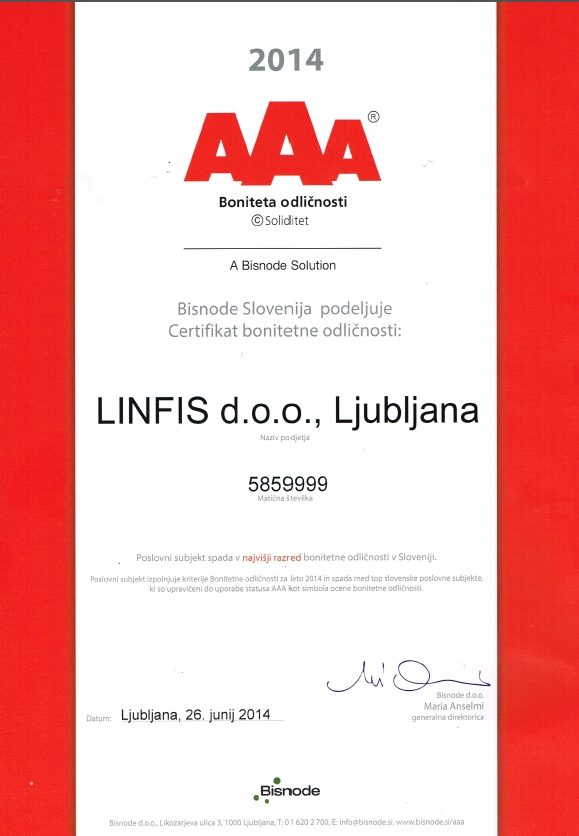 2014
AAA®
Boniteta odličnosti
©Soliditet
A Bisnode Solution
Bisnode Slovenija podeljuje
Certifikat bonitetne odličnosti:
LINFIS d.o.o., Ljubljana
Naziv podjetja
5859999
Matična številka
Poslovni subjekt spada v najvišji razred bonitetne odličnosti v Sloveniji.
Poslovni subjekt izpolnjuje kriterije Bonitetne odličnosti za leto 2014 in spada med top slovenske poslovne subjekte,
ki so upravičeni do uporabe statusa AAA kot simbola ocene bonitetne odličnosti.
Bisnode d.o.o.
Maria Anselmi
generalna direktorica
Datum: Ljubljana, 26. junij 2014
Bisnode
Bisnode d.o.o., Likozarjeva ulica 3, 1000 Ljubljana, T: 01 620 2 700, E: info@bisnode.si, www.bisnode.si/aaa